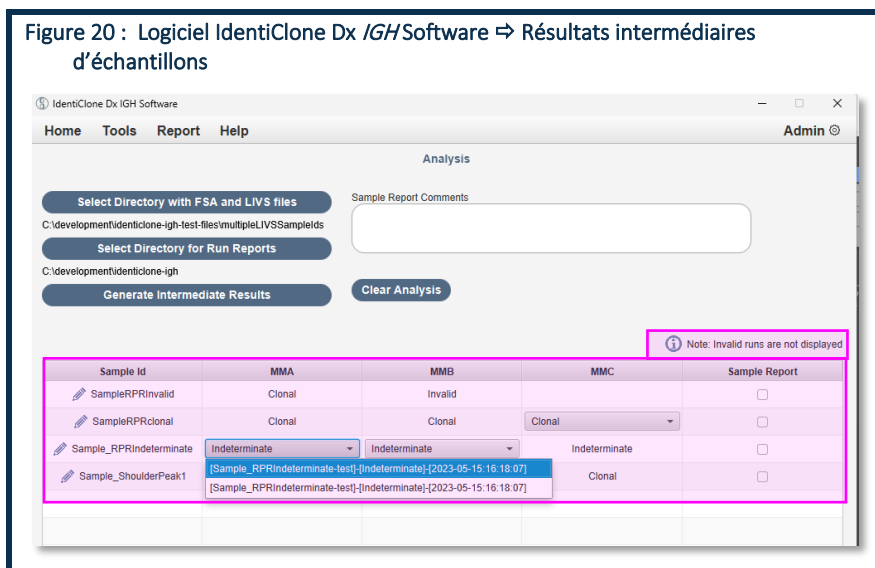 Figure 20 : Logiciel IdentiClone Dx IGH Software ⇨ Résultats intermédiaires
d’échantillons
IdentiClone Dx IGH Software
Home Tools Report Help Admin
Analysis
Select Directory with FSA and LIVS files
Sample Report Comments
C:\development\identiclone-igh-test-files\multipleLIVSSampleIds
Select Directory for Run Reports
C:\development\identiclone-igh
Generate Intermediate Results
Clear Analysis
Note: Invalid runs are not displayed
Sample Id MMA MMB MMC Sample Report
SampleRPRInvalid Clonal Invalid
SampleRPRclonal Clonal Clonal Clonal
Sample_RPRIndeterminate Indeterminate Indeterminate Indeterminate
[Sample_RPRIndeterminate-test]-[Indeterminate]-[2023-05-15:16:18:07]
Sample_ShoulderPeak1 Clonal
[Sample_RPRIndeterminate-test]-[Indeterminate]-[2023-05-15:16:18:07]